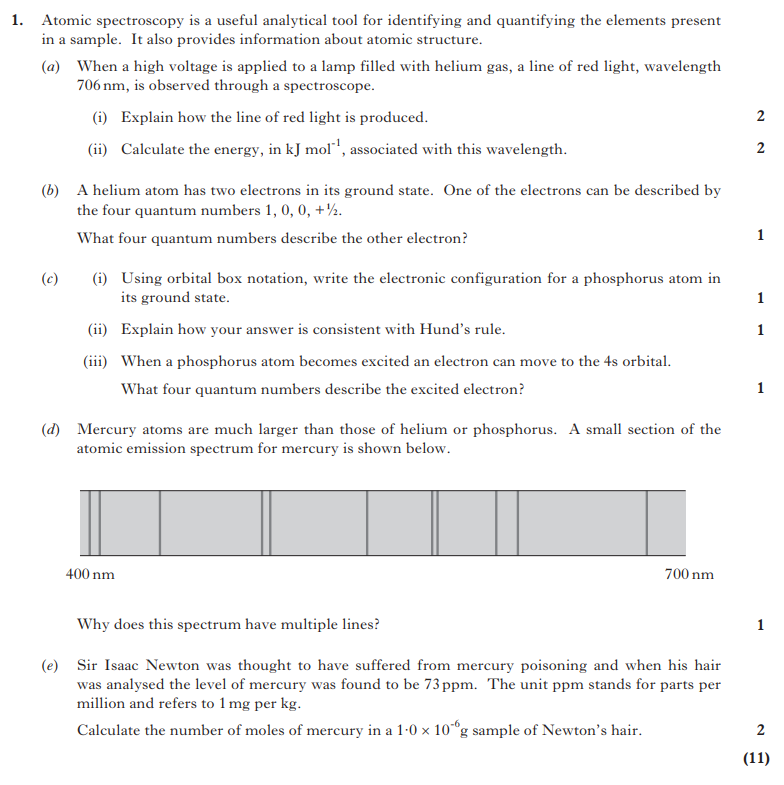 1. Atomic spectroscopy is a useful analytical tool for identifying and quantifying the elements present
in a sample. It also provides information about atomic structure.
(a) When a high voltage is applied to a lamp filled with helium gas, a line of red light, wavelength
706 nm, is observed through a spectroscope.
(i) Explain how the line of red light is produced. 2
(ii) Calculate the energy, in kJ mol⁻¹, associated with this wavelength. 2
(b) A helium atom has two electrons in its ground state. One of the electrons can be described by
the four quantum numbers 1, 0, 0, +½.
What four quantum numbers describe the other electron? 1
(c) (i) Using orbital box notation, write the electronic configuration for a phosphorus atom in
its ground state. 1
(ii) Explain how your answer is consistent with Hund's rule. 1
(iii) When a phosphorus atom becomes excited an electron can move to the 4s orbital.
What four quantum numbers describe the excited electron? 1
(d) Mercury atoms are much larger than those of helium or phosphorus. A small section of the
atomic emission spectrum for mercury is shown below.
400 nm 700 nm
Why does this spectrum have multiple lines? 1
(e) Sir Isaac Newton was thought to have suffered from mercury poisoning and when his hair
was analysed the level of mercury was found to be 73 ppm. The unit ppm stands for parts per
million and refers to 1 mg per kg.
Calculate the number of moles of mercury in a 1·0 × 10⁻⁶g sample of Newton's hair. 2
(11)